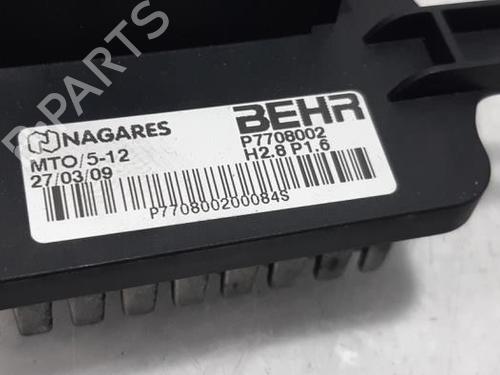 B-PARTS
NAGARES
MTO/5-12
27/03/09
BEHR
P7708002
H2.8 P1.6
P770800200084S